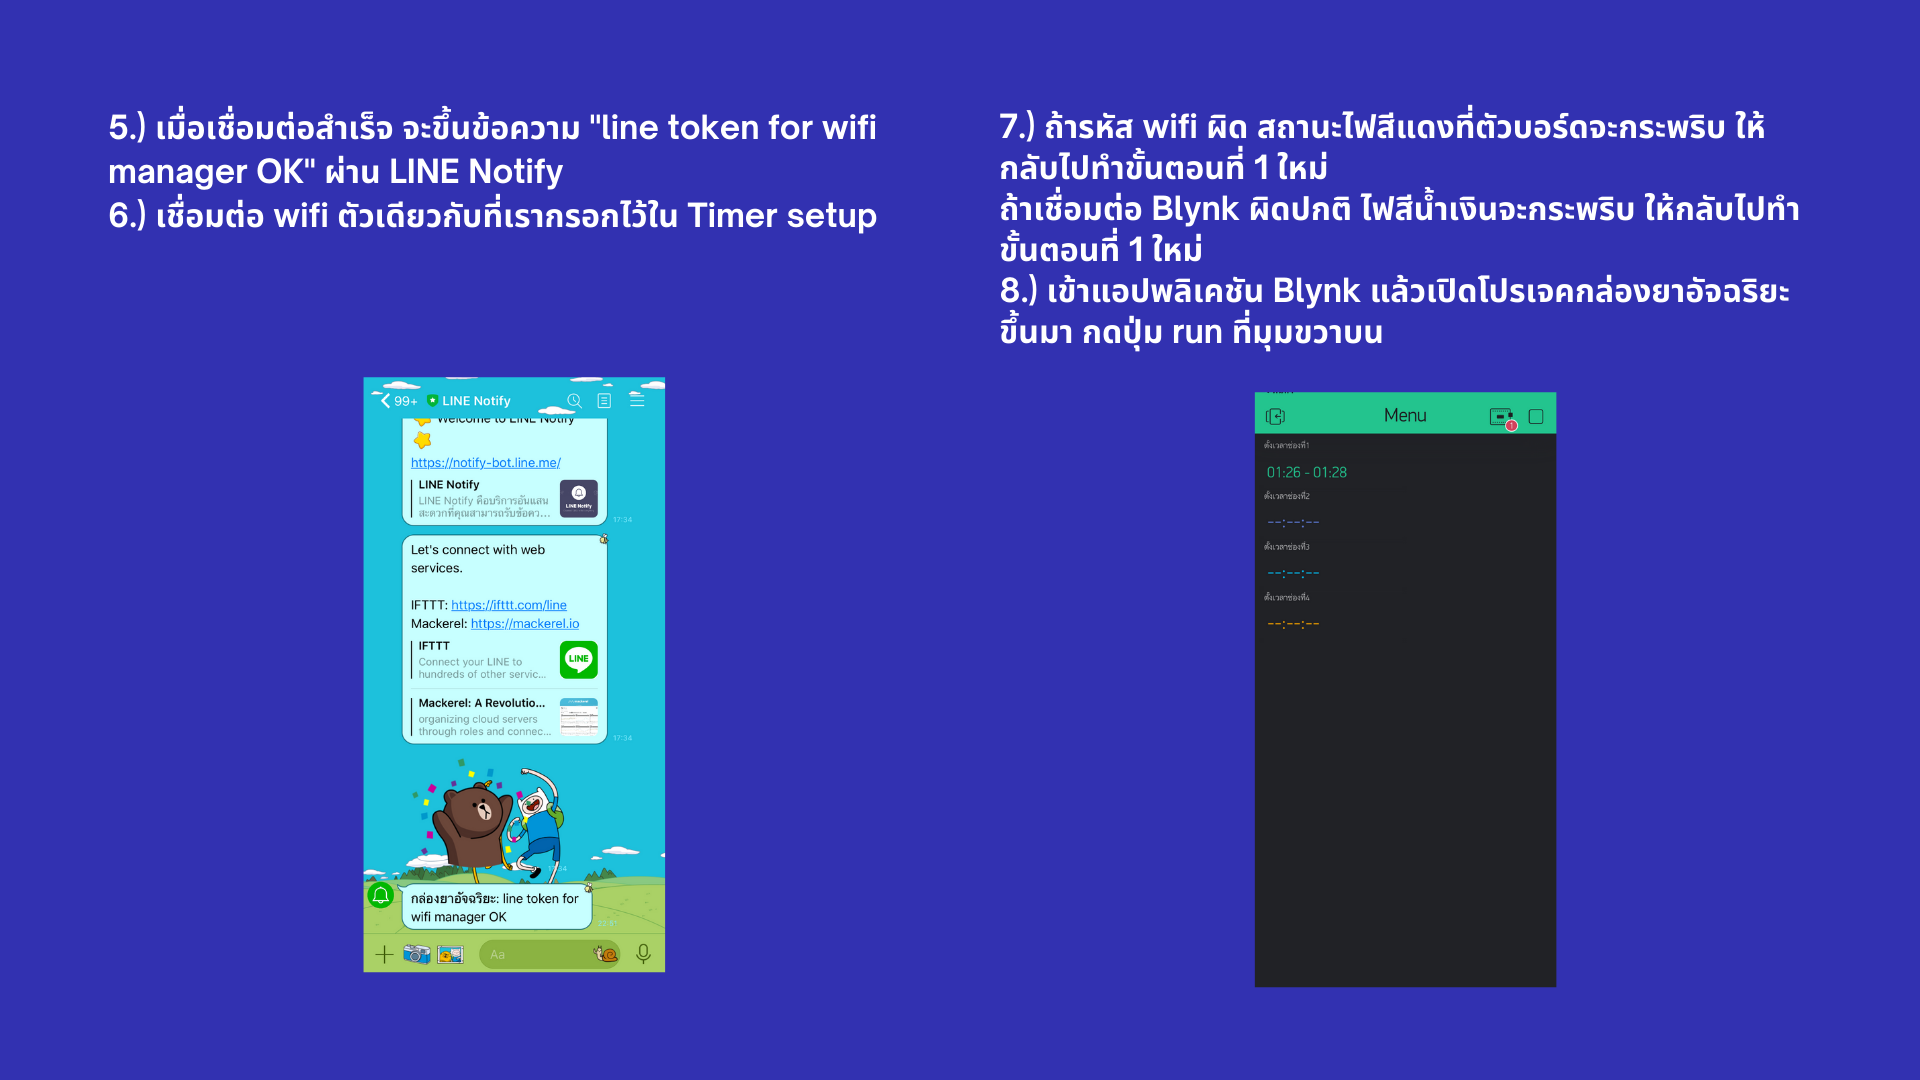 5.) เมื่อเชื่อมต่อสำเร็จ จะขึ้นข้อความ "line token for wifi
manager OK" ผ่าน LINE Notify
6.) เชื่อมต่อ wifi ตัวเดียวกับที่เรากรอกไว้ใน Timer setup
7.) ถ้ารหัส wifi ผิด สถานะไฟสีแดงที่ตัวบอร์ดจะกระพริบ ให้
กลับไปทำขั้นตอนที่ 1 ใหม่
ถ้าเชื่อมต่อ Blynk ผิดปกติ ไฟสีน้ำเงินจะกระพริบ ให้กลับไปทำ
ขั้นตอนที่ 1 ใหม่
8.) เข้าแอปพลิเคชัน Blynk แล้วเปิดโปรเจคกล่องยาอัจฉริยะ
ขึ้นมา กดปุ่ม run ที่มุมขวาบน
99+ LINE Notify
Welcome to LINE Notify
https://notify-bot.line.me/
LINE Notify
LINE Notify คือบริการอันแสน
สะดวกที่คุณสามารถรับข้อคว...
LINE Notify
17:34
Let's connect with web
services.
IFTTT: https://ifttt.com/line
Mackerel: https://mackerel.io
IFTTT
Connect your LINE to
hundreds of other servic...
LINE
Mackerel: A Revolutio...
organizing cloud servers
through roles and connec...
17:34
กล่องยาอัจฉริยะ: line token for
wifi manager OK
Aa
Menu
1
ตั้งเวลาช่องที่1
01:26 - 01:28
ตั้งเวลาช่องที่2
--:--:--
ตั้งเวลาช่องที่3
--:--:--
ตั้งเวลาช่องที่4
--:--:--